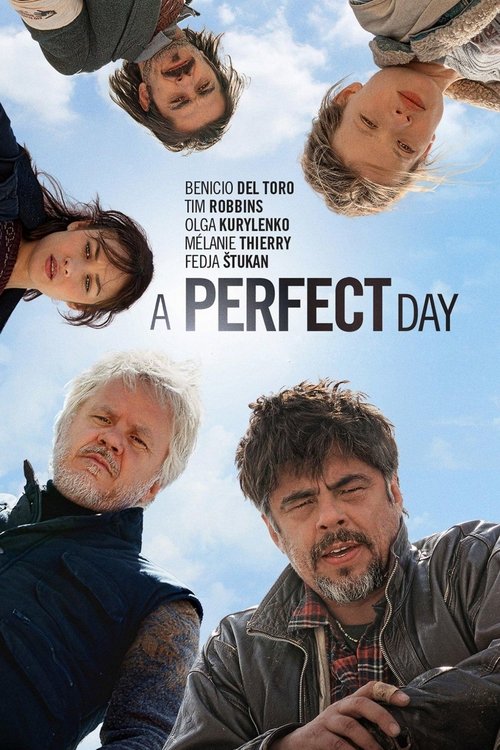 BENICIO DEL TORO
TIM ROBBINS
OLGA KURYLENKO
MÉLANIE THIERRY
FEDJA ŠTUKAN
A PERFECT DAY